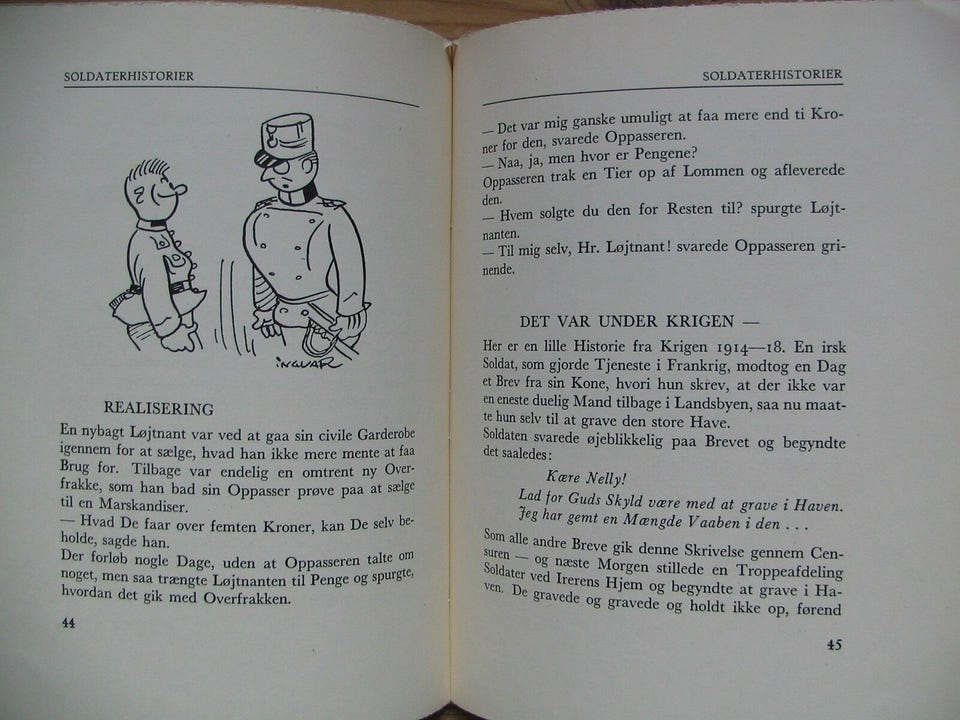 SOLDATERHISTORIER
iNGVAR
REALISERING
En nybagt Løjtnant var ved at gaa sin civile Garderobe
igennem for at sælge, hvad han ikke mere mente at faa
Brug for. Tilbage var endelig en omtrent ny Over-
frakke, som han bad sin Oppasser prøve paa at sælge
til en Marskandiser.
— Hvad De faar over femten Kroner, kan De selv be-
holde, sagde han.
Der forløb nogle Dage, uden at Oppasseren talte om
noget, men saa trængte Løjtnanten til Penge og spurgte,
hvordan det gik med Overfrakken.
44
SOLDATERHISTORIER
— Det var mig ganske umuligt at faa mere end ti Kro-
ner for den, svarede Oppasseren.
— Naa, ja, men hvor er Pengene?
Oppasseren trak en Tier op af Lommen og afleverede
den.
— Hvem solgte du den for Resten til? spurgte Løjt-
nanten.
— Til mig selv, Hr. Løjtnant! svarede Oppasseren gri-
nende.
DET VAR UNDER KRIGEN —
Her er en lille Historie fra Krigen 1914—18. En irsk
Soldat, som gjorde Tjeneste i Frankrig, modtog en Dag
et Brev fra sin Kone, hvori hun skrev, at der ikke var
en eneste duelig Mand tilbage i Landsbyen, saa nu maat-
te hun selv til at grave den store Have.
Soldaten svarede øjeblikkelig paa Brevet og begyndte
det saaledes:
Kære Nelly!
Lad for Guds Skyld være med at grave i Haven.
Jeg har gemt en Mængde Vaaben i den . . .
Som alle andre Breve gik denne Skrivelse gennem Cen-
suren — og næste Morgen stillede en Troppeafdeling
Soldater ved Irerens Hjem og begyndte at grave i Ha-
ven. De gravede og gravede og holdt ikke op, førend
45